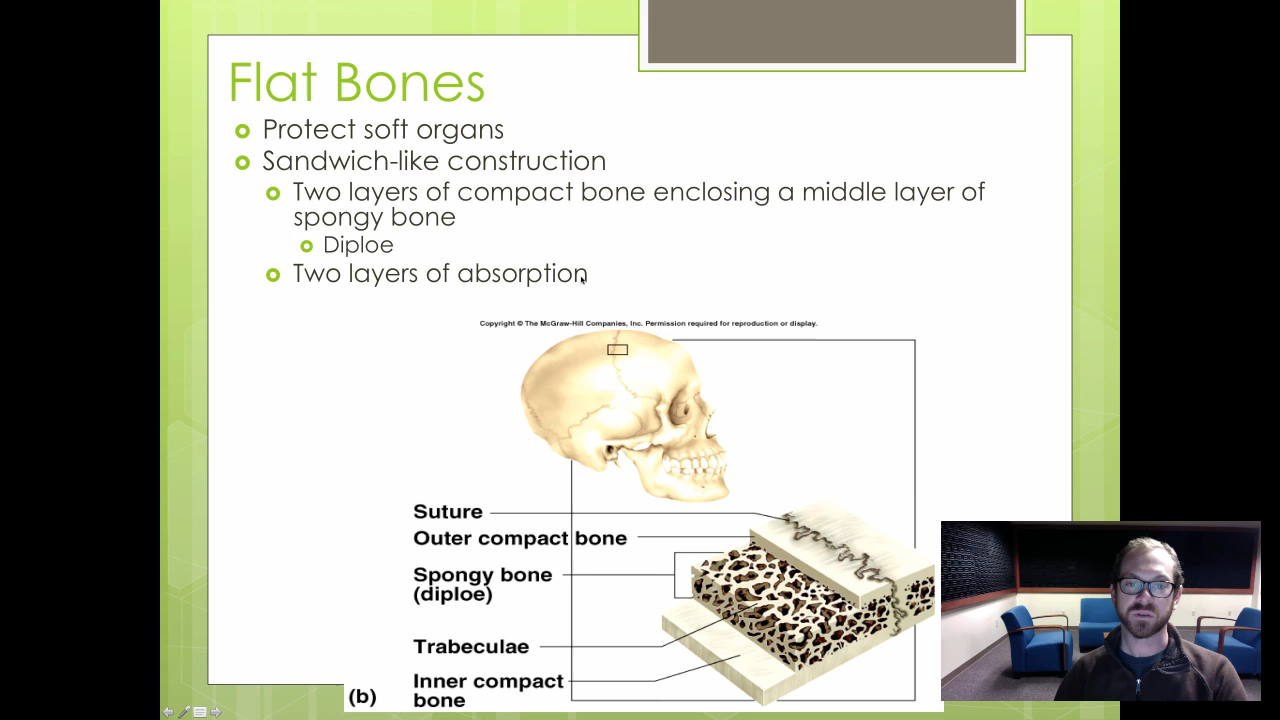 Flat Bones
Protect soft organs
Sandwich-like construction
Two layers of compact bone enclosing a middle layer of
spongy bone
Diploe
Two layers of absorption
Copyright © The McGraw-Hill Companies, Inc. Permission required for reproduction or display.
Suture
Outer compact bone
Spongy bone
(diploe)
Trabeculae
Inner compact
bone
(b)